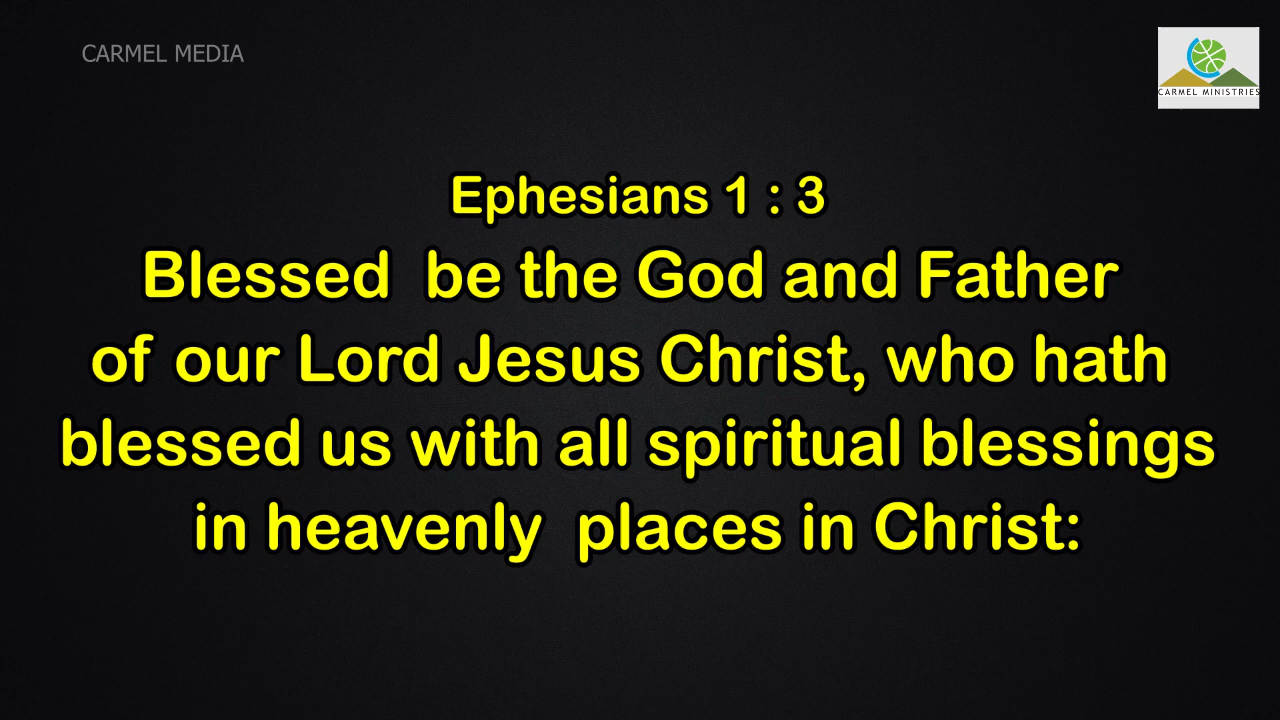 CARMEL MEDIA
CARMEL MINISTRIES
Ephesians 1 : 3
Blessed  be the God and Father
of our Lord Jesus Christ, who hath
blessed us with all spiritual blessings
in heavenly  places in Christ: